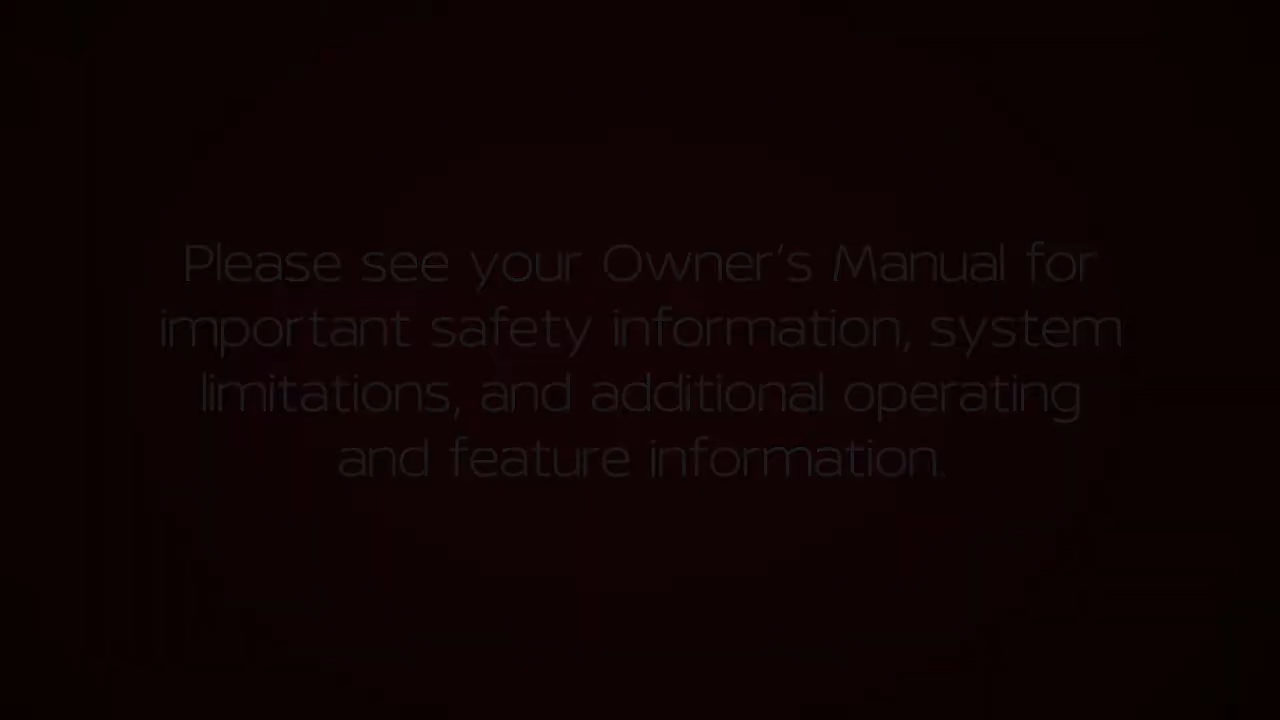 Please see your Owner's Manual for
important safety information, system
limitations, and additional operating
and feature information.